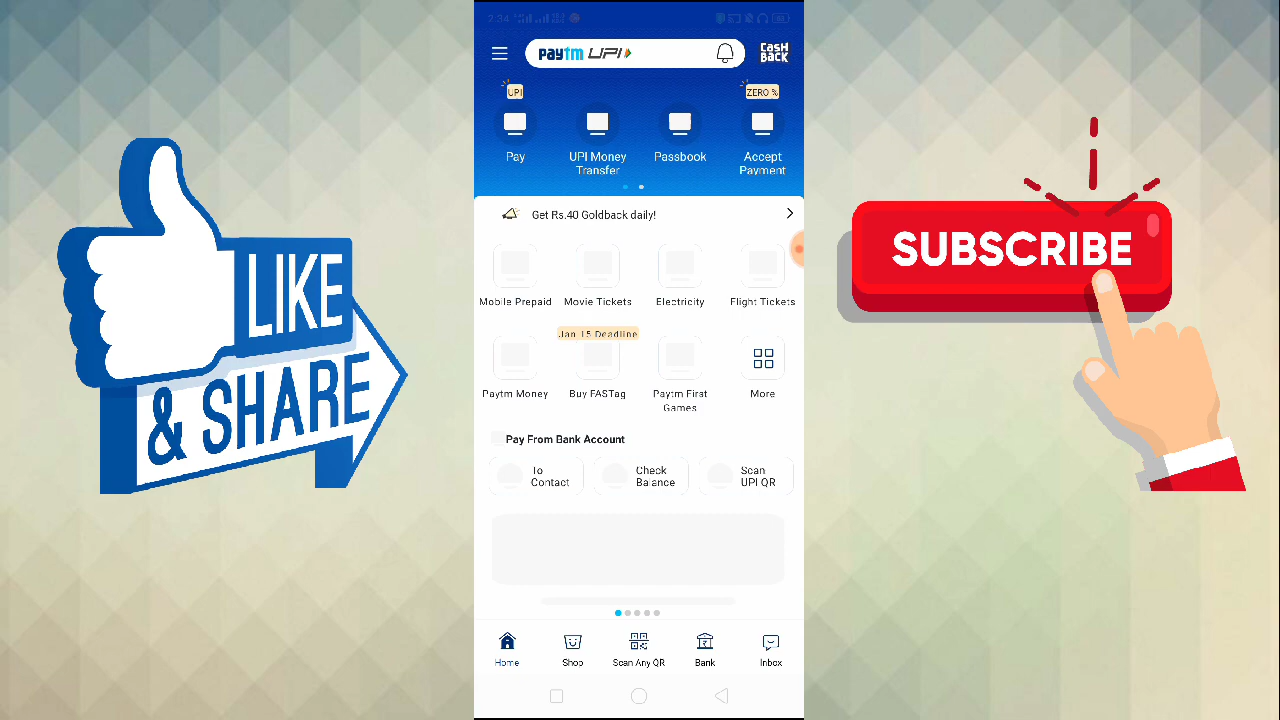 2.34
paytm UPI
CASH
BACK
UPI
ZERO %
Pay
UPI Money
Transfer
Passbook
Accept
Payment
Get Rs.40 Goldback daily!
Mobile Prepaid
Movie Tickets
Electricity
Flight Tickets
Jan 15 Deadline
Paytm Money
Buy FASTag
Paytm First
Games
More
Pay From Bank Account
To
Contact
Check
Balance
Scan
UPI QR
Home
Shop
Scan Any QR
Bank
Inbox
LIKE
& SHARE
SUBSCRIBE